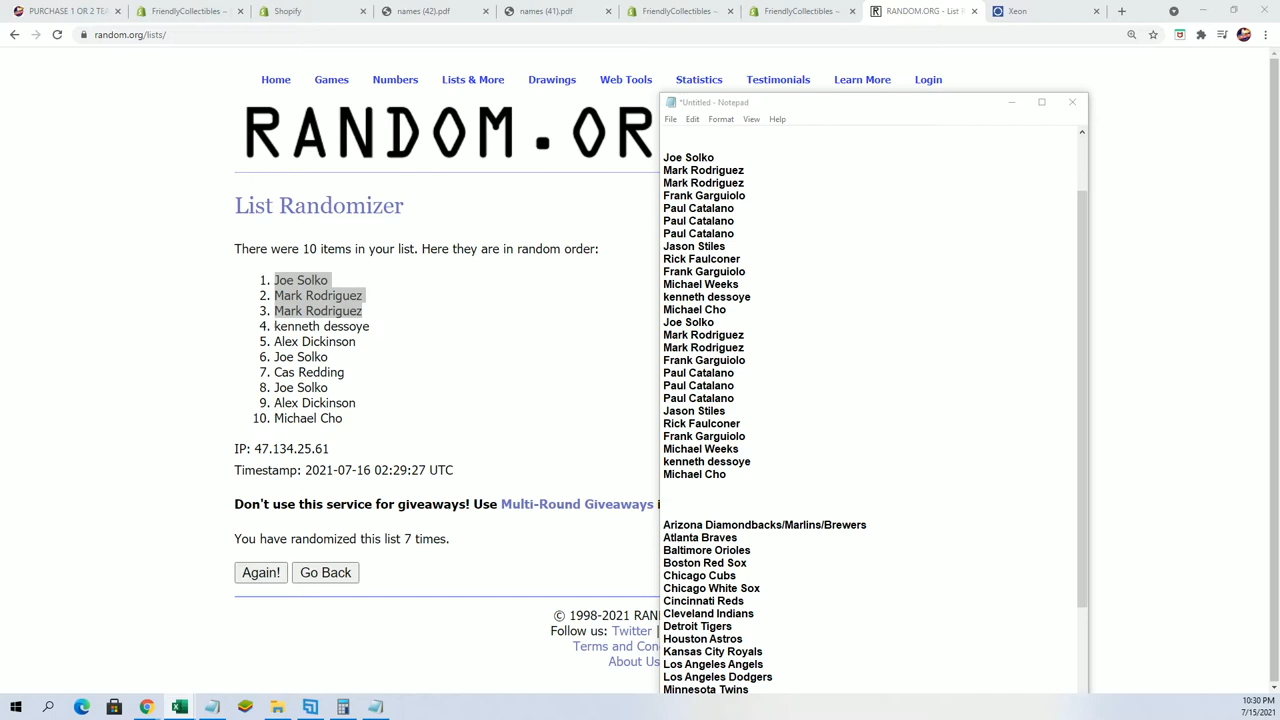 PURCHASE 1 OR 2 TEA
FriendlyCollectibles ~
Shopify
names (42).pdf
names (41).pdf
FriendlyCollectibles ~
FriendlyCollectibles ~
RANDOM.ORG - List R
Xeon
random.org/lists/
Home
Games
Numbers
Lists & More
Drawings
Web Tools
Statistics
Testimonials
Learn More
Login
RANDOM.OR
List Randomizer
There were 10 items in your list. Here they are in random order:
1. Joe Solko
2. Mark Rodriguez
3. Mark Rodriguez
4. kenneth dessoye
5. Alex Dickinson
6. Joe Solko
7. Cas Redding
8. Joe Solko
9. Alex Dickinson
10. Michael Cho
IP: 47.134.25.61
Timestamp: 2021-07-16 02:29:27 UTC
Don't use this service for giveaways! Use Multi-Round Giveaways i
You have randomized this list 7 times.
Again!
Go Back
© 1998-2021 RAN
Follow us: Twitter |
Terms and Con
About Us
*Untitled - Notepad
File
Edit
Format
View
Help
Joe Solko
Mark Rodriguez
Mark Rodriguez
Frank Garguiolo
Paul Catalano
Paul Catalano
Paul Catalano
Jason Stiles
Rick Faulconer
Frank Garguiolo
Michael Weeks
kenneth dessoye
Michael Cho
Joe Solko
Mark Rodriguez
Mark Rodriguez
Frank Garguiolo
Paul Catalano
Paul Catalano
Paul Catalano
Jason Stiles
Rick Faulconer
Frank Garguiolo
Michael Weeks
kenneth dessoye
Michael Cho
Arizona Diamondbacks/Marlins/Brewers
Atlanta Braves
Baltimore Orioles
Boston Red Sox
Chicago Cubs
Chicago White Sox
Cincinnati Reds
Cleveland Indians
Detroit Tigers
Houston Astros
Kansas City Royals
Los Angeles Angels
Los Angeles Dodgers
Minnesota Twins
10:30 PM
7/15/2021